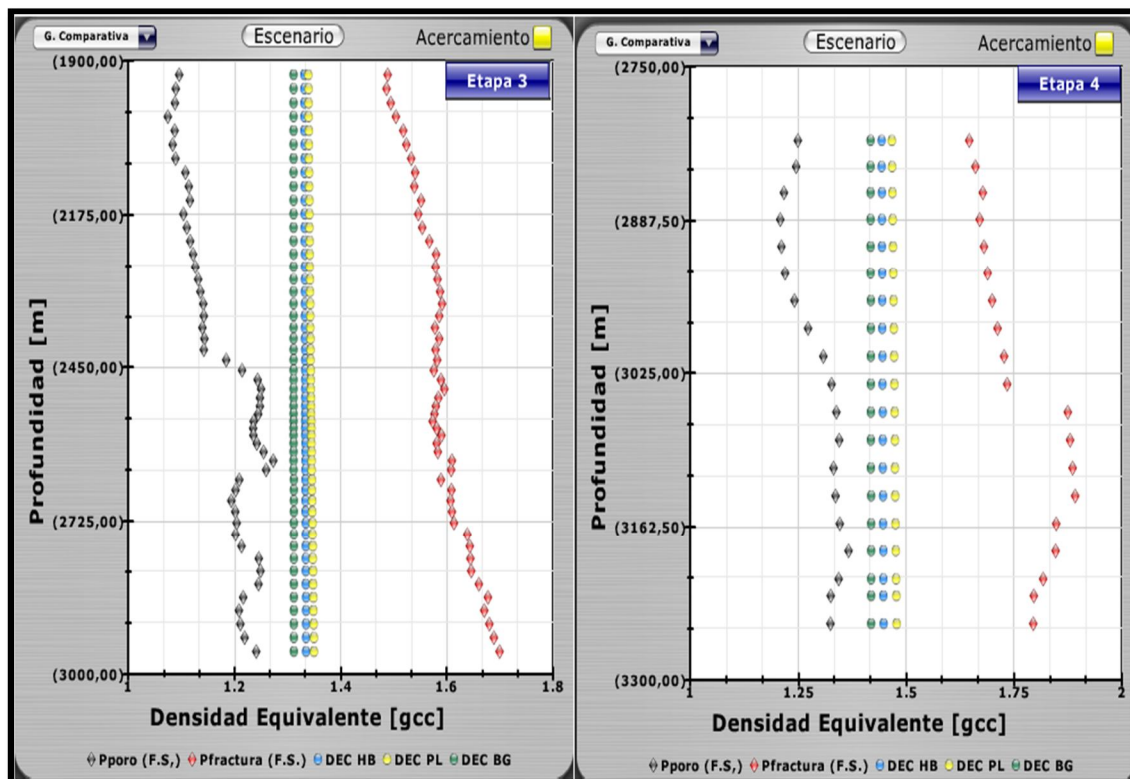 G. Comparativa
Escenario
Acercamiento
Etapa 3
(1900,00)
(2175,00)
(2450,00)
(2725,00)
(3000,00)
Profundidad [m]
1 1.2 1.4 1.6 1.8
Densidad Equivalente [gcc]
Pporo (F.S,) Pfractura (F.S.) DEC HB DEC PL DEC BG
G. Comparativa
Escenario
Acercamiento
Etapa 4
(2750,00)
(2887,50)
(3025,00)
(3162,50)
(3300,00)
Profundidad [m]
1 1.25 1.5 1.75 2
Densidad Equivalente [gcc]
Pporo (F.S,) Pfractura (F.S.) DEC HB DEC PL DEC BG